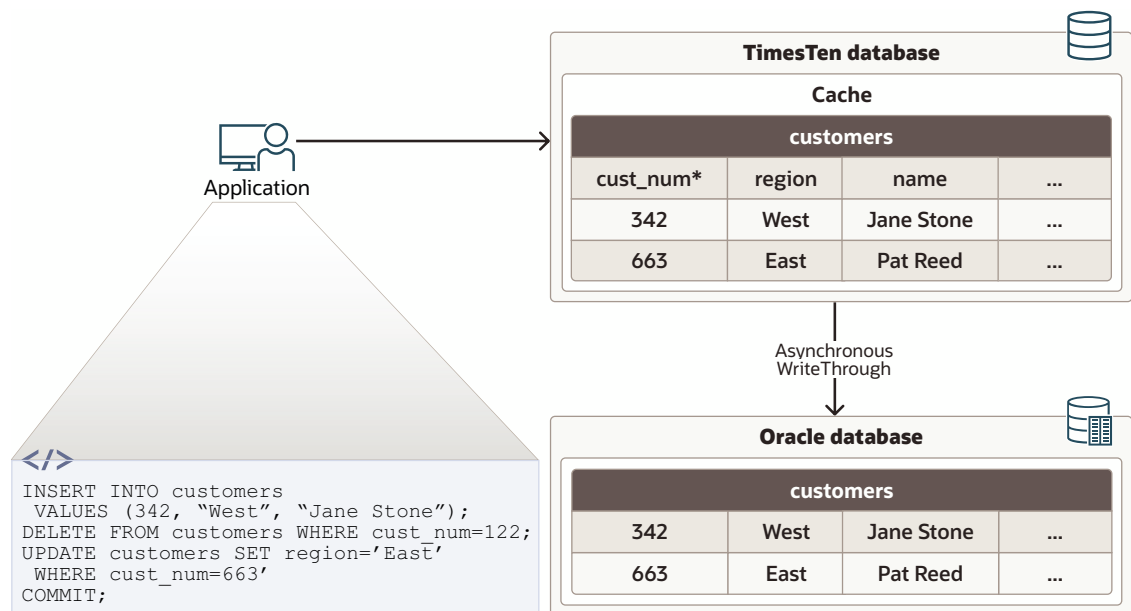 TimesTen database
Cache
customers
cust_num* region name ...
342 West Jane Stone ...
663 East Pat Reed ...
Application
Asynchronous
WriteThrough
Oracle database
customers
342 West Jane Stone ...
663 East Pat Reed ...
</>
INSERT INTO customers
VALUES (342, “West”, “Jane Stone”);
DELETE FROM customers WHERE cust_num=122;
UPDATE customers SET region=’East’
WHERE cust_num=663’
COMMIT;